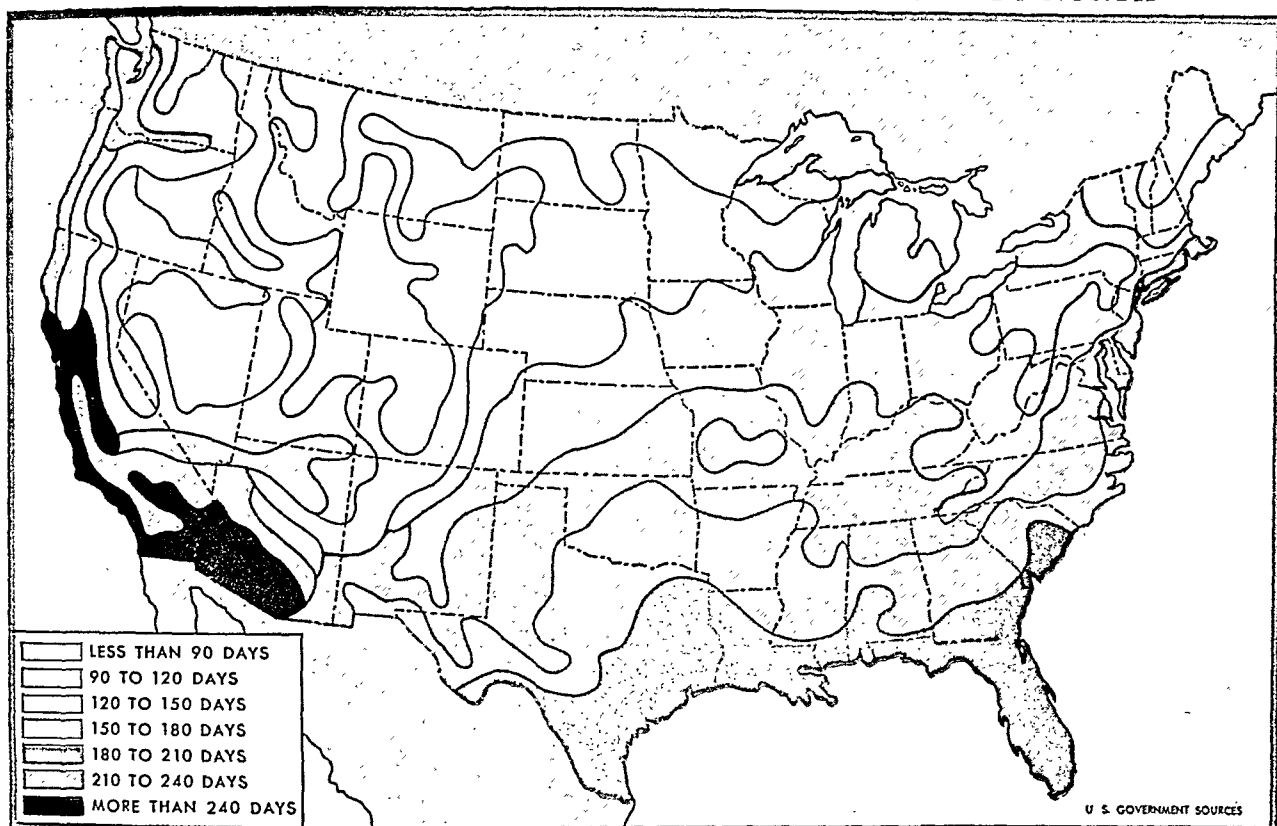 LESS THAN 90 DAYS
90 TO 120 DAYS
120 TO 150 DAYS
150 TO 180 DAYS
180 TO 210 DAYS
210 TO 240 DAYS
MORE THAN 240 DAYS
U S. GOVERNMENT SOURCES